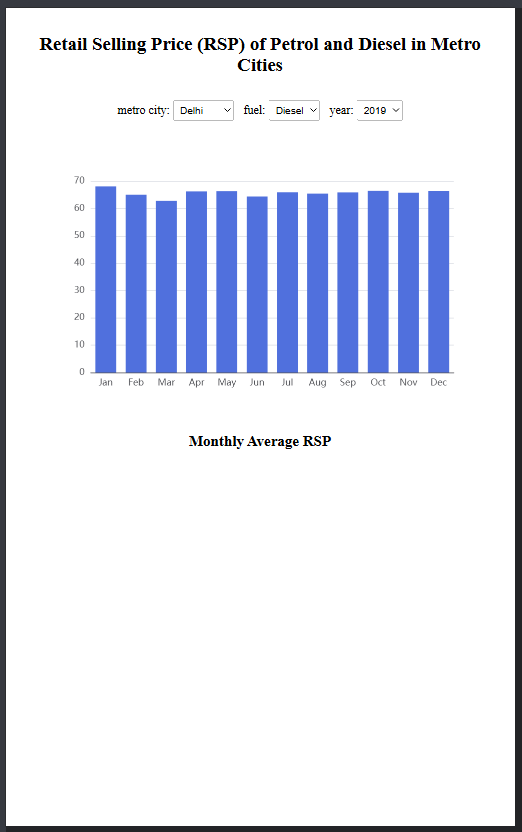 Retail Selling Price (RSP) of Petrol and Diesel in Metro
Cities
metro city: Delhi fuel: Diesel year: 2019
70
60
50
40
30
20
10
0
Jan Feb Mar Apr May Jun Jul Aug Sep Oct Nov Dec
Monthly Average RSP